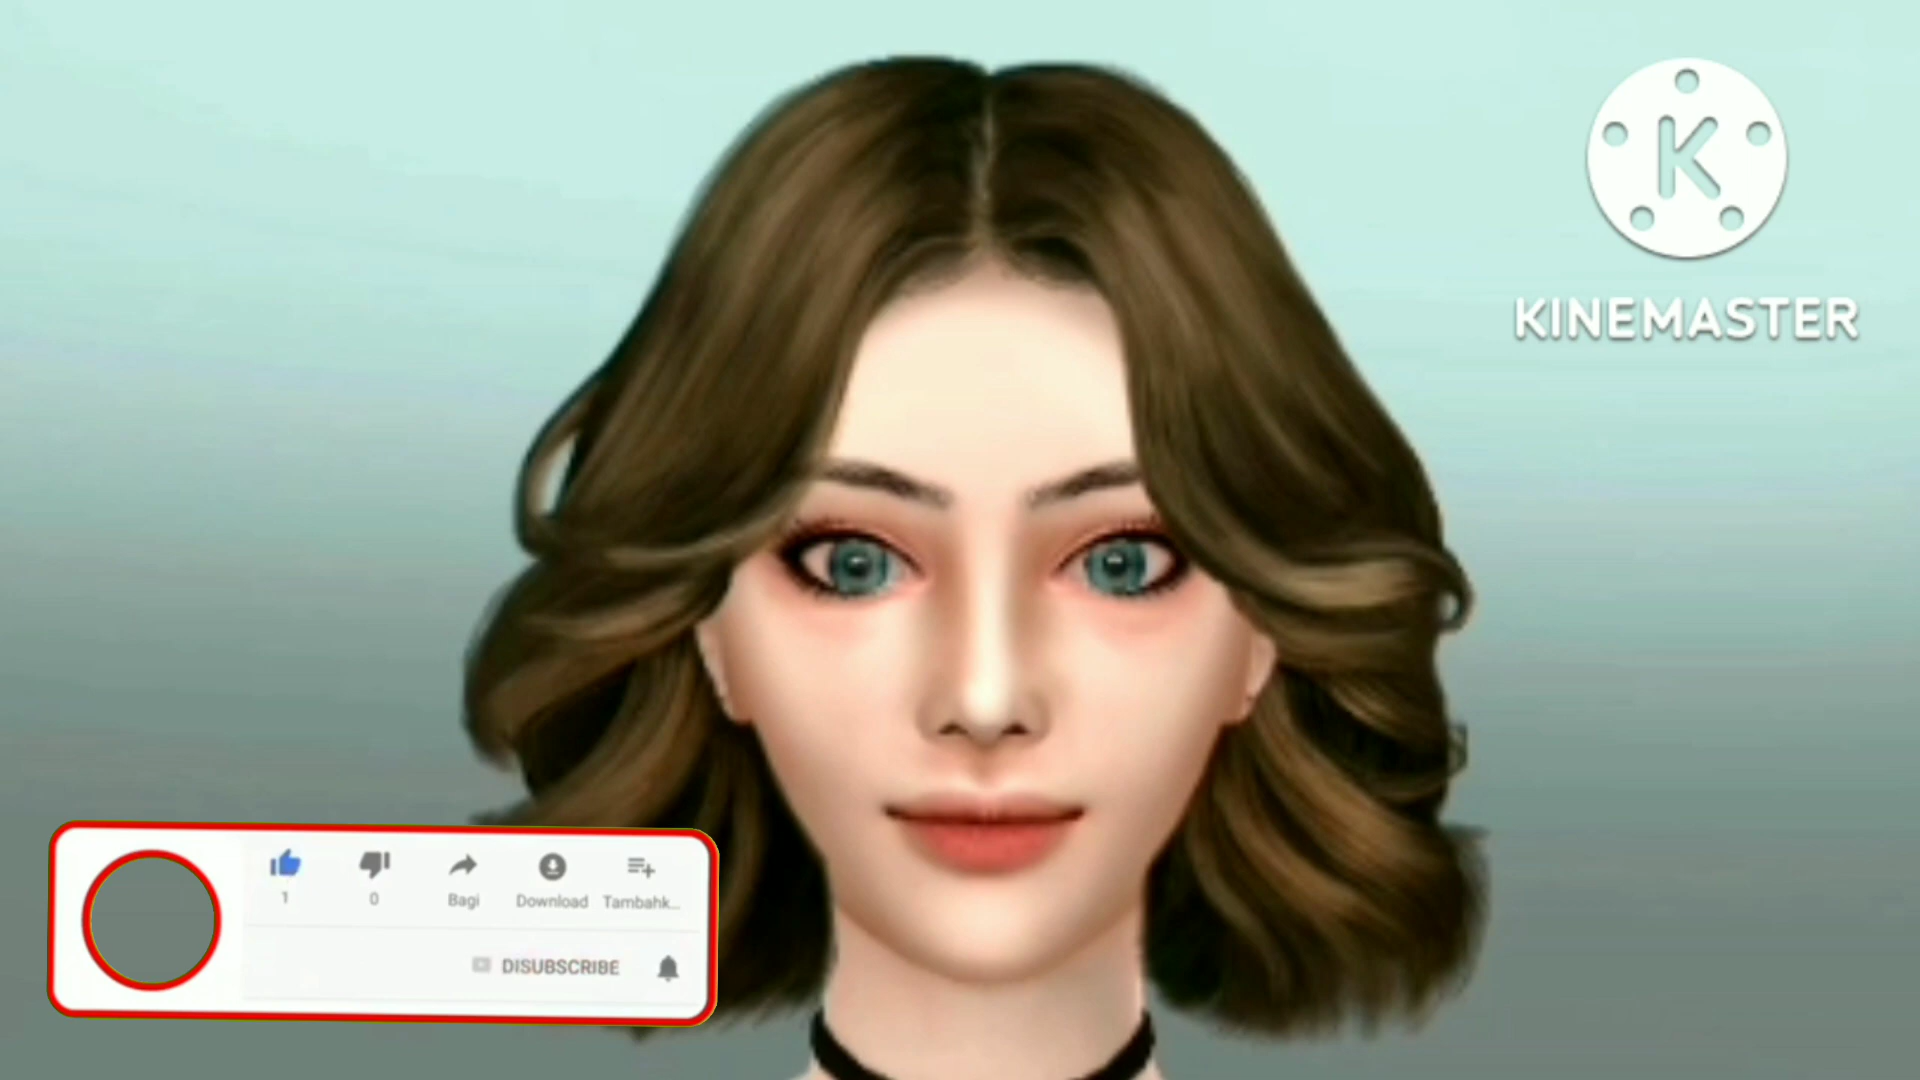 K
KINEMASTER
1
0
Bagi
Download
Tambahk...
DISUBSCRIBE